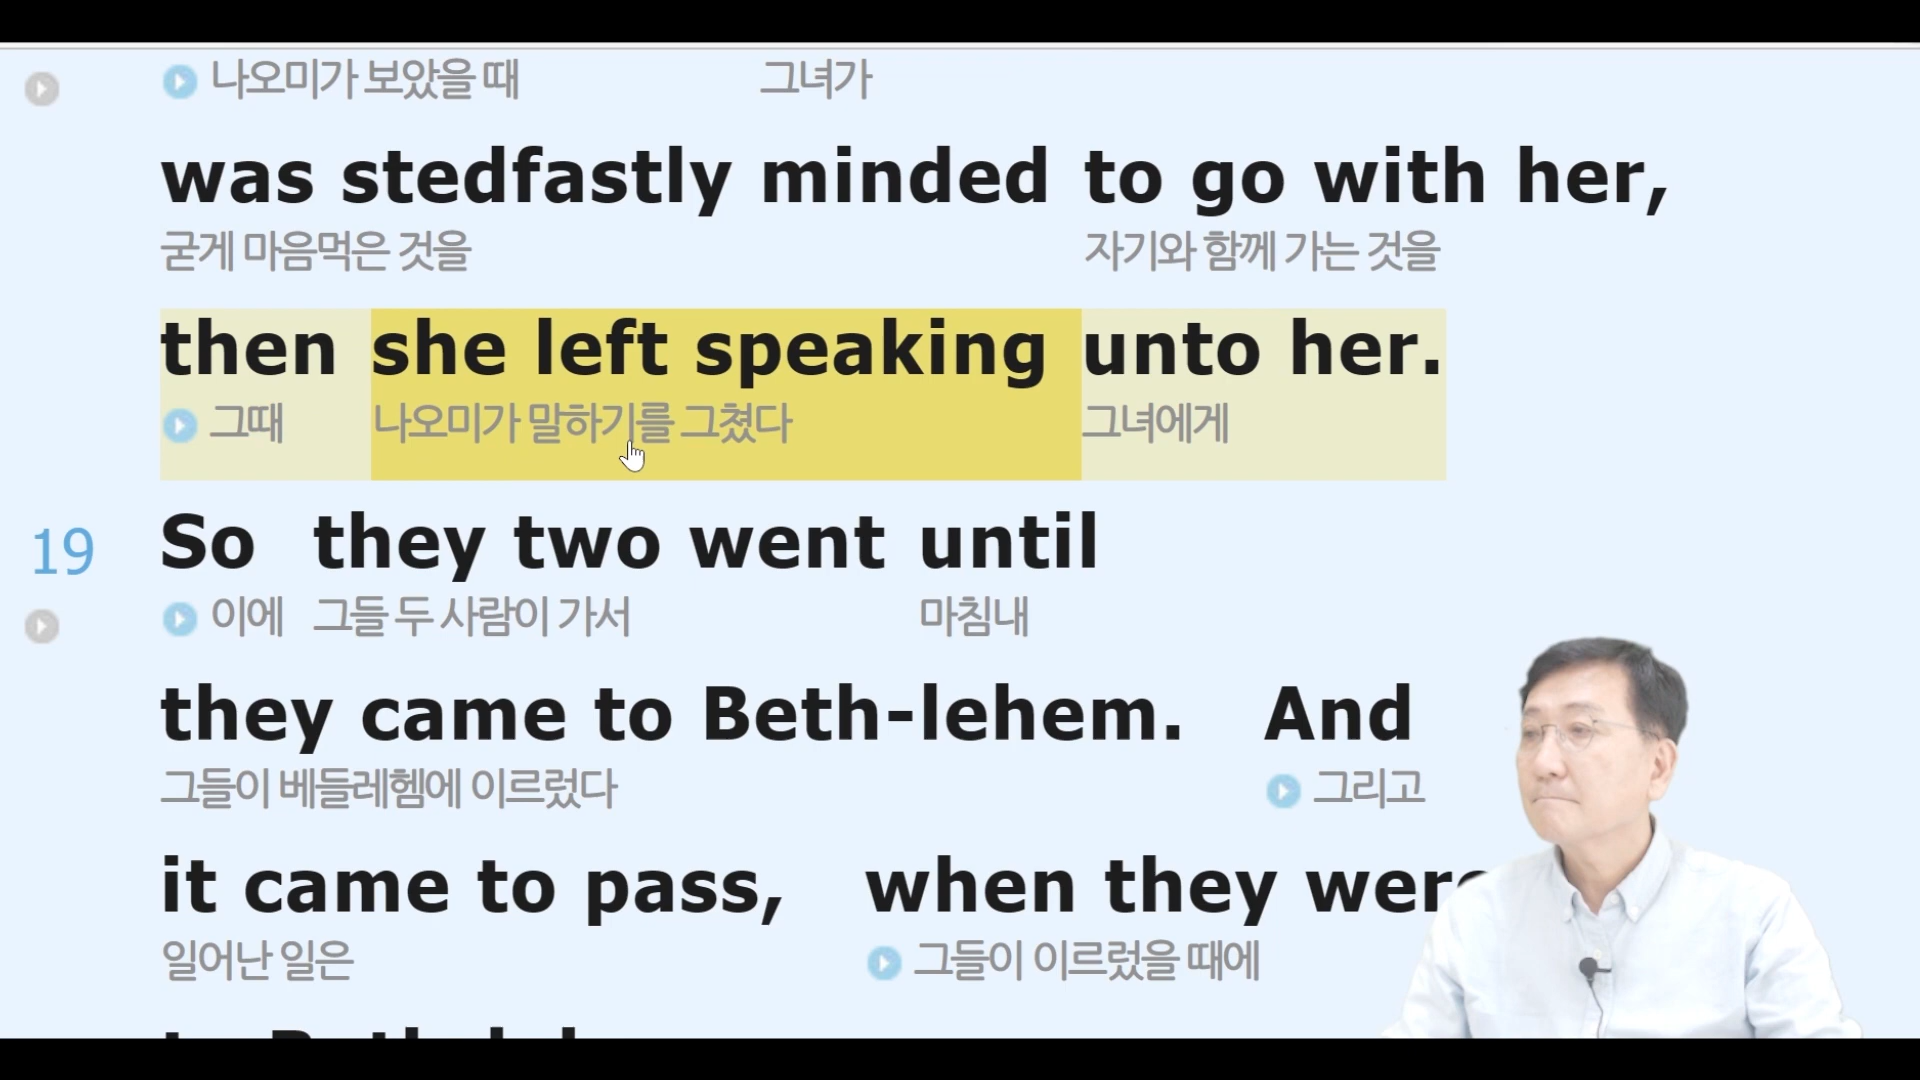 나오미가 보았을 때 그녀가
was stedfastly minded to go with her,
굳게 마음먹은 것을 자기와 함께 가는 것을
then she left speaking unto her.
그때 나오미가 말하기를 그쳤다 그녀에게
19 So they two went until
이에 그들 두 사람이 가서 마침내
they came to Beth-lehem. And
그들이 베들레헴에 이르렀다 그리고
it came to pass, when they were
일어난 일은 그들이 이르렀을 때에